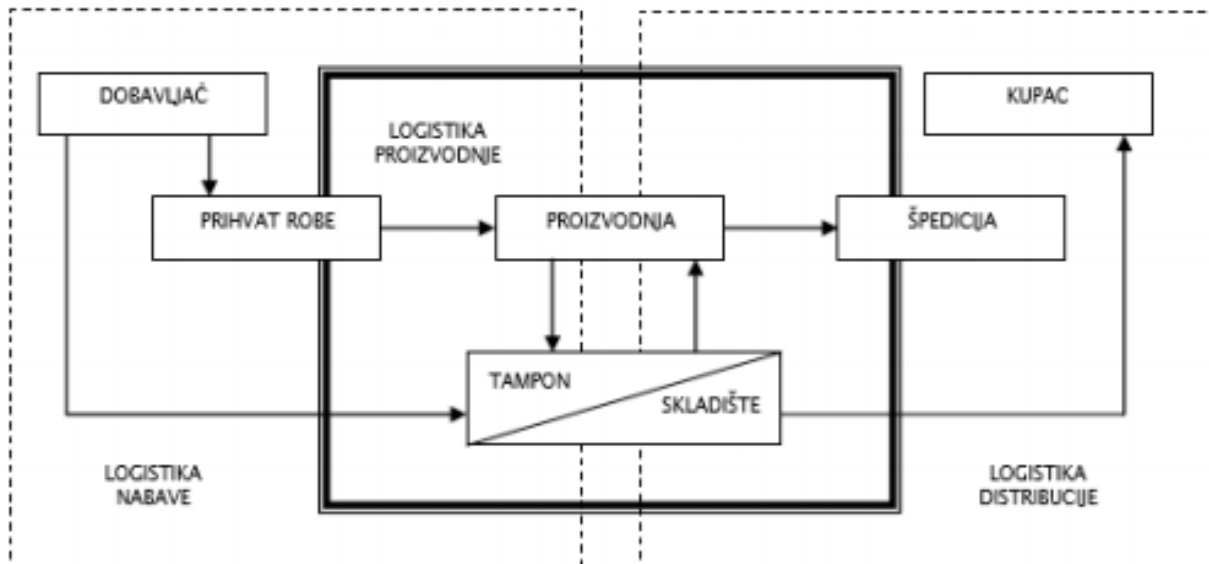 DOBAVLJAČ
KUPAC
LOGISTIKA
PROIZVODNJE
PRIHVAT ROBE
PROIZVODNJA
ŠPEDICIJA
TAMPON
SKLADIŠTE
LOGISTIKA
NABAVE
LOGISTIKA
DISTRIBUCIJE